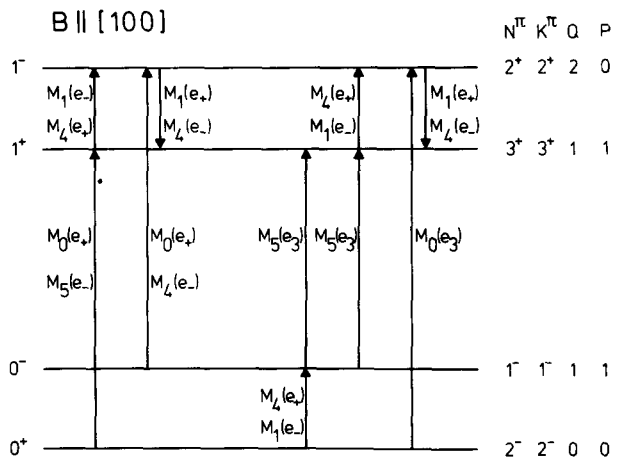 B || [100]
N^π K^π Q P
1⁻ 2⁺ 2⁺ 2 0
M₁(e₋) M₁(e₊) M₄(e₊) M₁(e₊)
M₄(e₊) M₄(e₋) M₁(e₋) M₄(e₋)
1⁺ 3⁺ 3⁺ 1 1
M₀(e₊) M₀(e₊) M₅(e₃) M₅(e₃) M₀(e₃)
M₅(e₋) M₄(e₋)
0⁻ 1⁻ 1⁻ 1 1
M₄(e₊)
M₁(e₋)
0⁺ 2⁻ 2⁻ 0 0